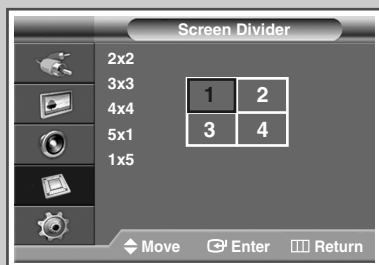 Screen Divider
2x2
3x3
4x4
5x1
1x5
1 2
3 4
Move Enter Return